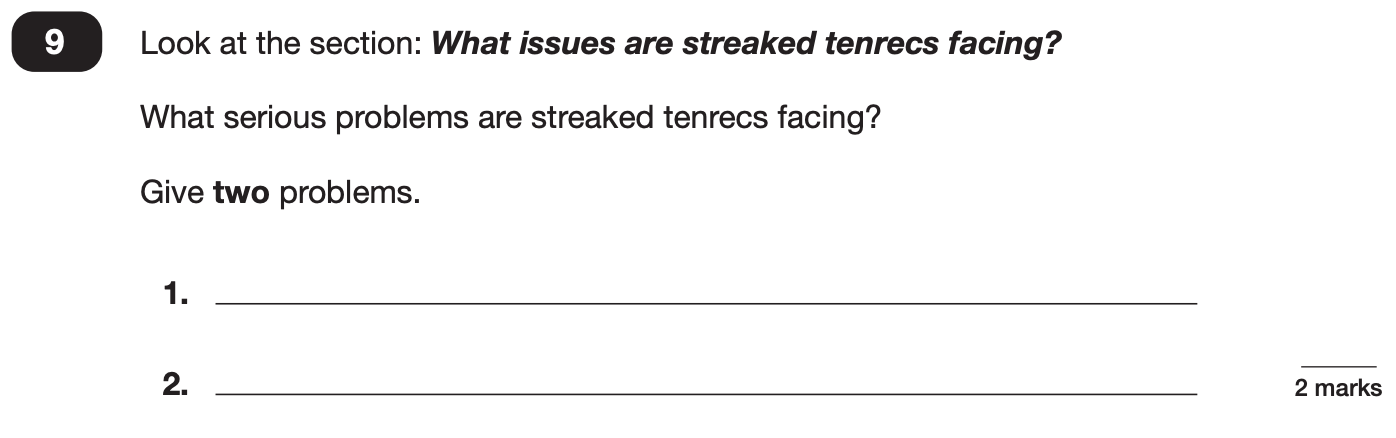 9 Look at the section: What issues are streaked tenrecs facing?
What serious problems are streaked tenrecs facing?
Give two problems.
1.
2.
2 marks